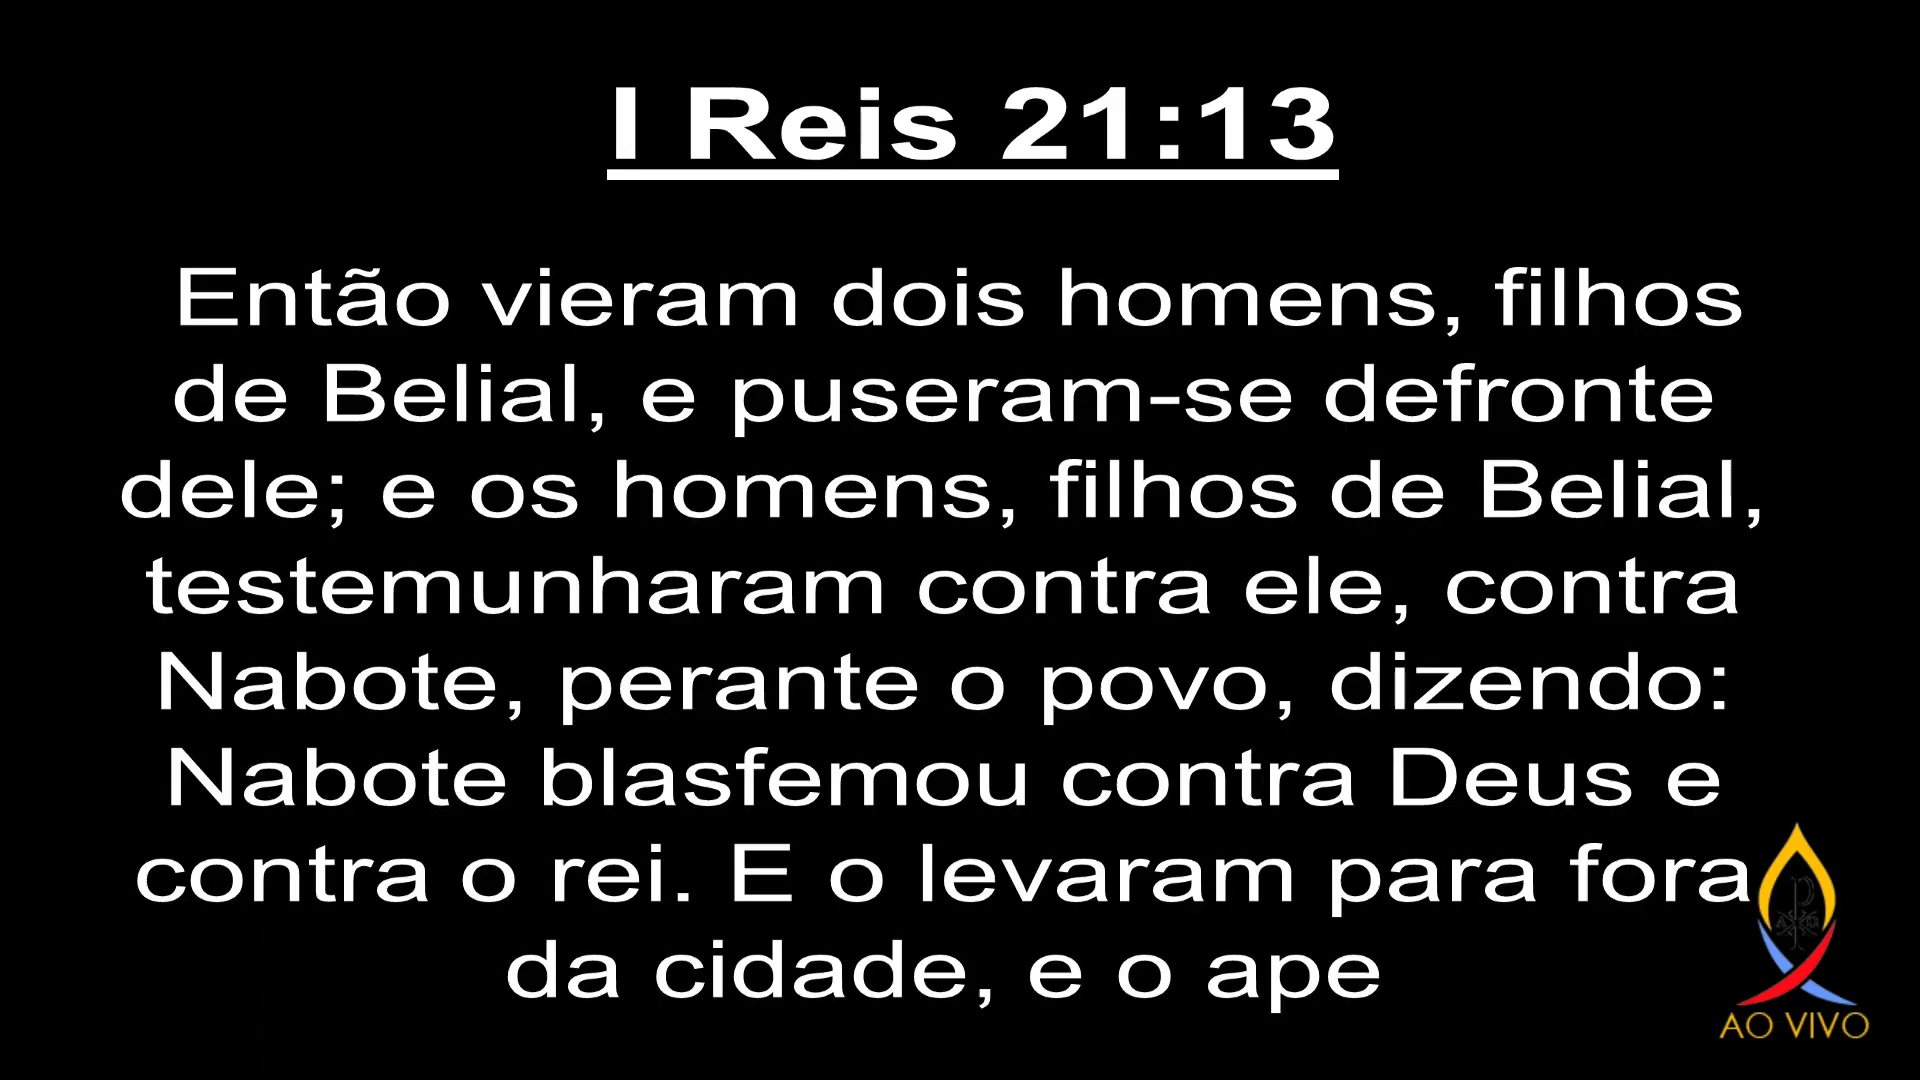 I Reis 21:13
Então vieram dois homens, filhos
de Belial, e puseram-se defronte
dele; e os homens, filhos de Belial,
testemunharam contra ele, contra
Nabote, perante o povo, dizendo:
Nabote blasfemou contra Deus e
contra o rei. E o levaram para fora
da cidade, e o ape
AO VIVO